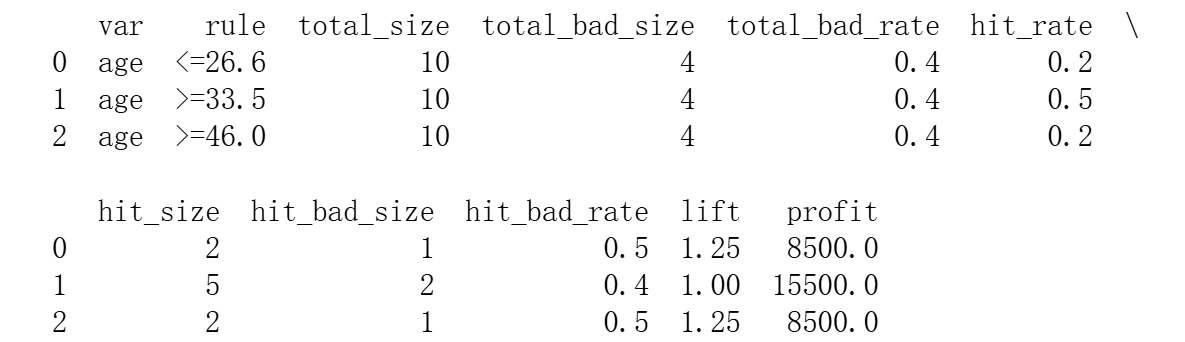 var rule total_size total_bad_size total_bad_rate hit_rate \
0 age <=26.6 10 4 0.4 0.2
1 age >=33.5 10 4 0.4 0.5
2 age >=46.0 10 4 0.4 0.2
hit_size hit_bad_size hit_bad_rate lift profit
0 2 1 0.5 1.25 8500.0
1 5 2 0.4 1.00 15500.0
2 2 1 0.5 1.25 8500.0